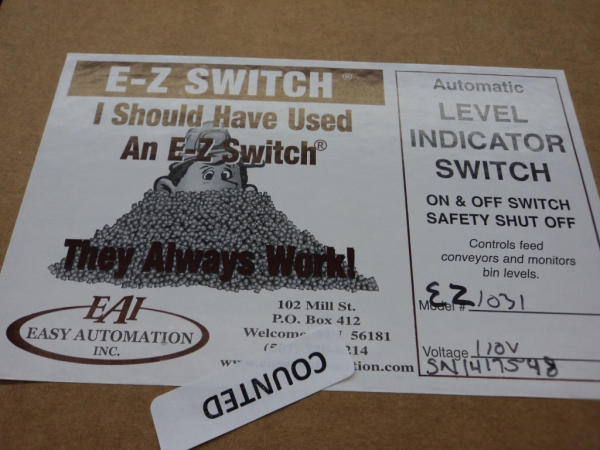 E-Z SWITCH ®
I Should Have Used
An E-Z Switch®
They Always Work!
EAI
EASY AUTOMATION
INC.
102 Mill St.
P.O. Box 412
Welcome 56181
COUNTED
Automatic
LEVEL
INDICATOR
SWITCH
ON & OFF SWITCH
SAFETY SHUT OFF
Controls feed
conveyors and monitors
bin levels.
Model # EZ1031
Voltage 110V
SN1417548